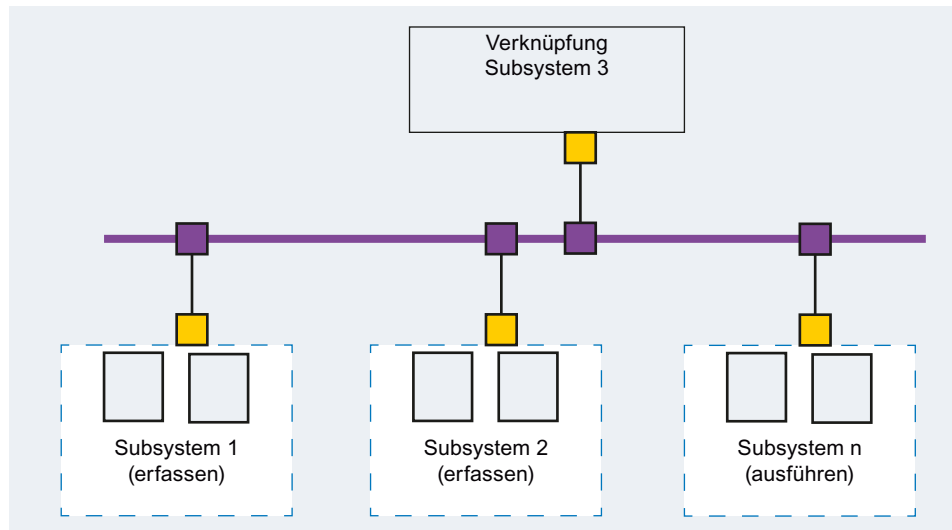 Verknüpfung
Subsystem 3
Subsystem 1
(erfassen)
Subsystem 2
(erfassen)
Subsystem n
(ausführen)